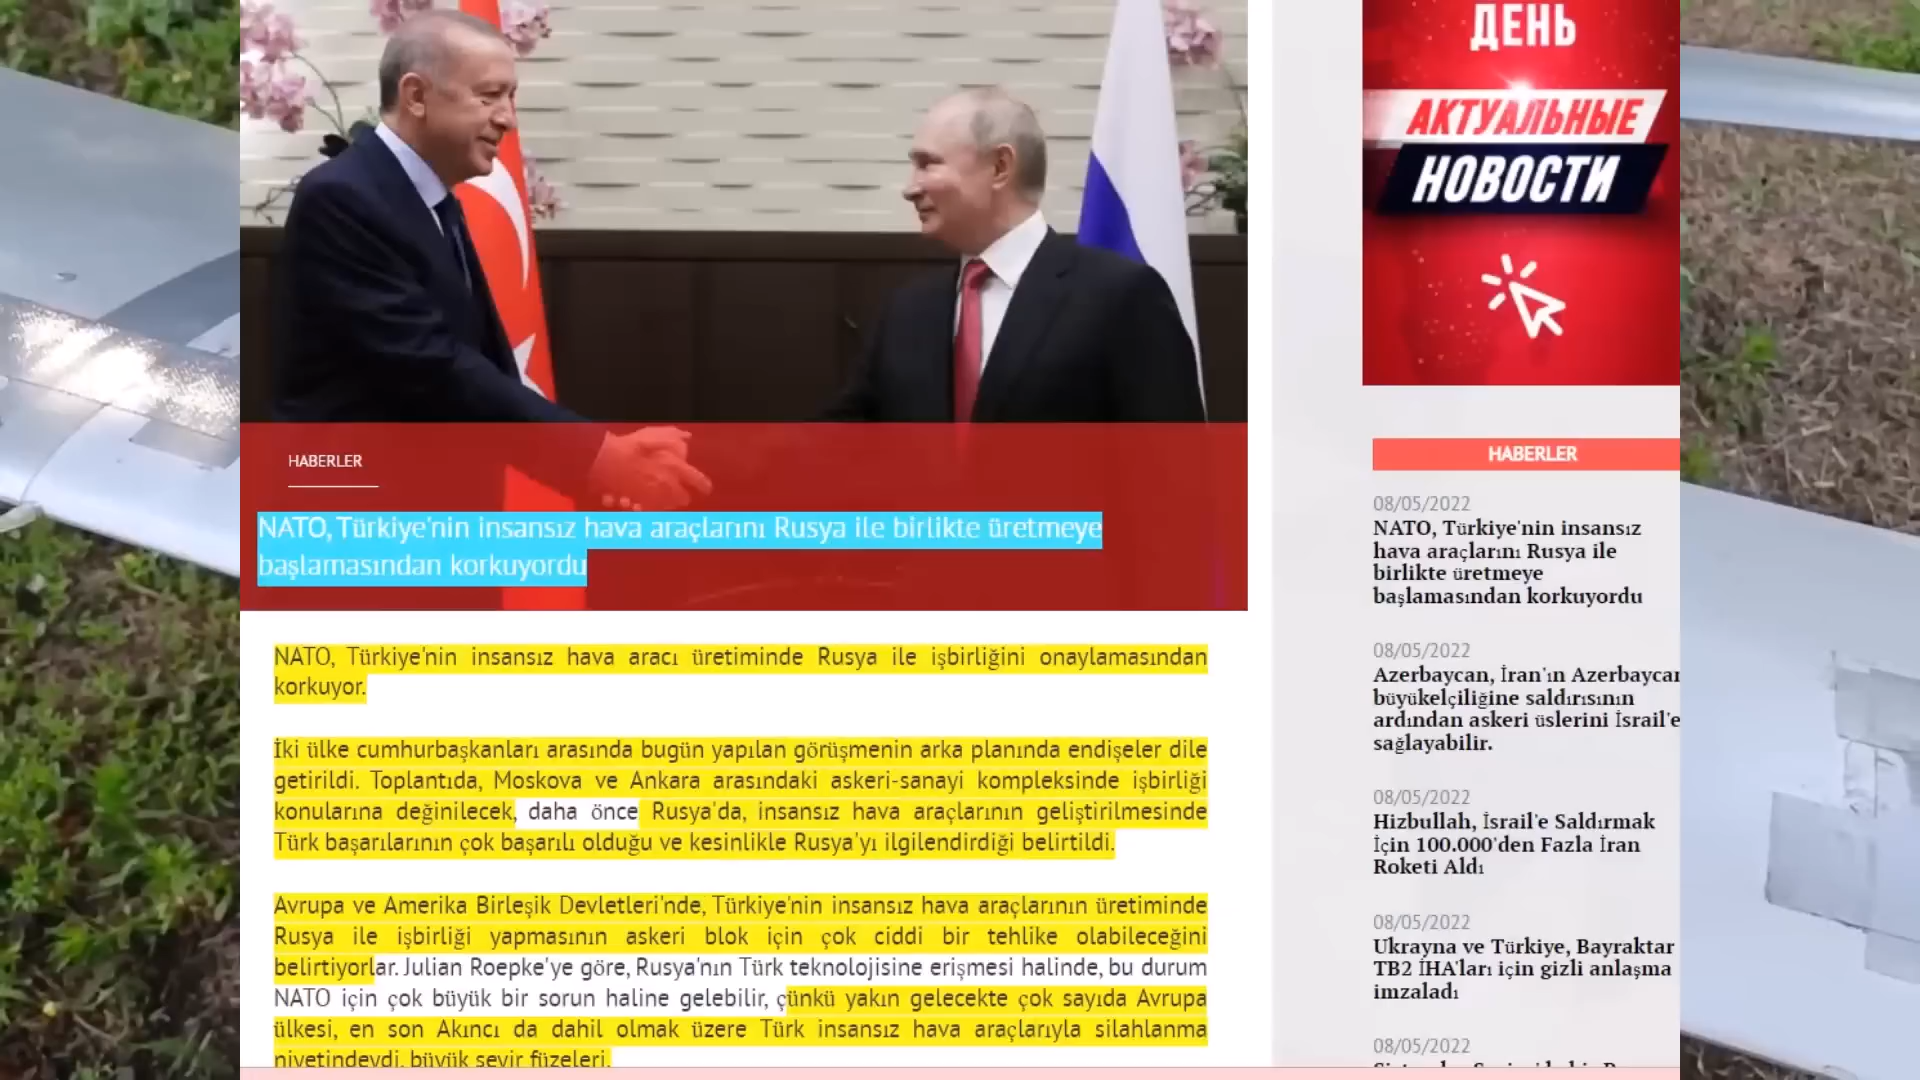 HABERLER
NATO, Türkiye'nin insansız hava araçlarını Rusya ile birlikte üretmeye
başlamasından korkuyordu
NATO, Türkiye'nin insansız hava aracı üretiminde Rusya ile işbirliğini onaylamasından
korkuyor.
İki ülke cumhurbaşkanları arasında bugün yapılan görüşmenin arka planında endişeler dile
getirildi. Toplantıda, Moskova ve Ankara arasındaki askeri-sanayi kompleksinde işbirliği
konularına değinilecek, daha önce Rusya'da, insansız hava araçlarının geliştirilmesinde
Türk başarılarının çok başarılı olduğu ve kesinlikle Rusya'yı ilgilendirdiği belirtildi.
Avrupa ve Amerika Birleşik Devletleri'nde, Türkiye'nin insansız hava araçlarının üretiminde
Rusya ile işbirliği yapmasının askeri blok için çok ciddi bir tehlike olabileceğini
belirtiyorlar. Julian Roepke'ye göre, Rusya'nın Türk teknolojisine erişmesi halinde, bu durum
NATO için çok büyük bir sorun haline gelebilir, çünkü yakın gelecekte çok sayıda Avrupa
ülkesi, en son Akıncı da dahil olmak üzere Türk insansız hava araçlarıyla silahlanma
niyetindeydi. büyük seyir füzeleri.
ДЕНЬ
АКТУАЛЬНЫЕ
НОВОСТИ
HABERLER
08/05/2022
NATO, Türkiye'nin insansız
hava araçlarını Rusya ile
birlikte üretmeye
başlamasından korkuyordu
08/05/2022
Azerbaycan, İran'ın Azerbaycan
büyükelçiliğine saldırısının
ardından askeri üslerini İsrail'e
sağlayabilir.
08/05/2022
Hizbullah, İsrail'e Saldırmak
İçin 100.000'den Fazla İran
Roketi Aldı
08/05/2022
Ukrayna ve Türkiye, Bayraktar
TB2 İHA'ları için gizli anlaşma
imzaladı
08/05/2022